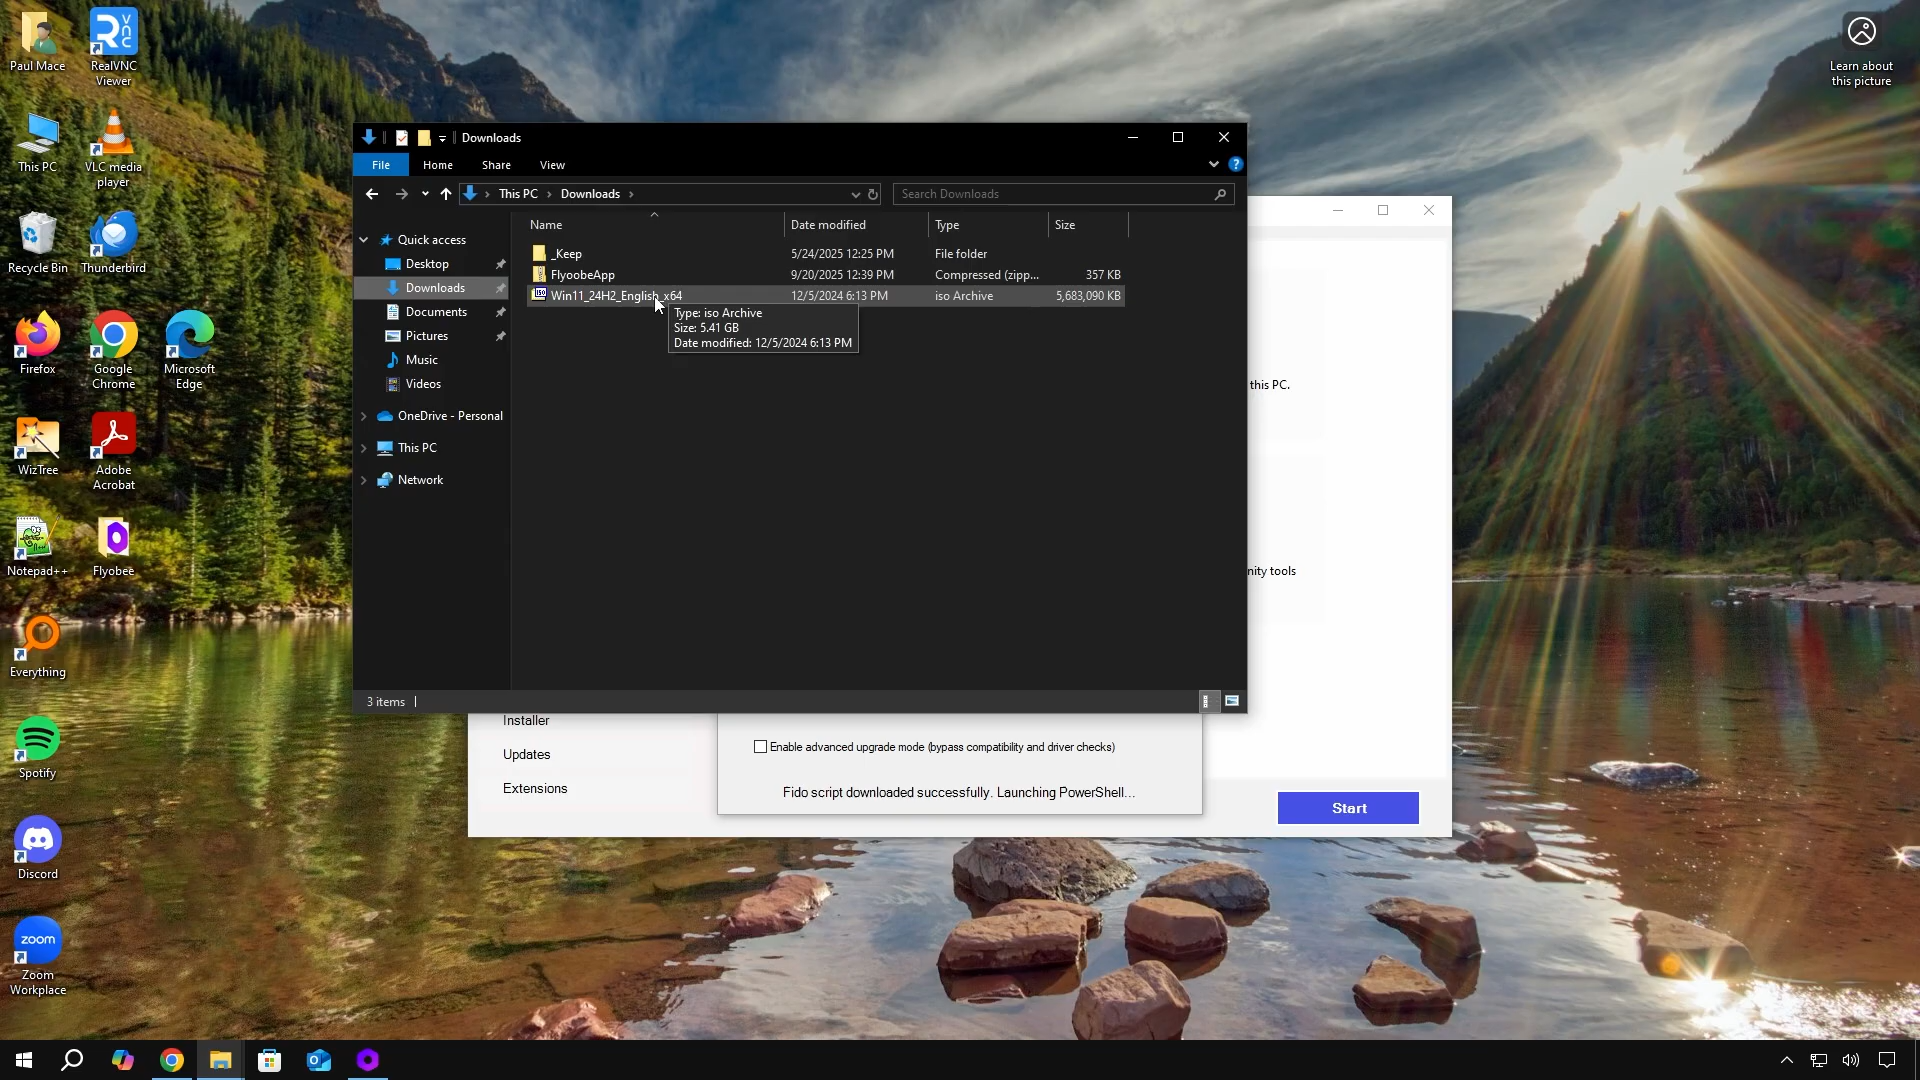 Paul Mace
RealVNC
Viewer
Learn about
this picture
This PC
VLC media
player
Recycle Bin
Thunderbird
Firefox
Google
Chrome
Microsoft
Edge
WizTree
Adobe
Acrobat
Notepad++
Flyobee
Everything
Spotify
Discord
zoom
Zoom
Workplace
Downloads
File
Home
Share
View
This PC
Downloads
Search Downloads
Name
Date modified
Type
Size
Quick access
Desktop
Downloads
Documents
Pictures
Music
Videos
OneDrive - Personal
This PC
Network
_Keep 5/24/2025 12:25 PM File folder
FlyoobeApp 9/20/2025 12:39 PM Compressed (zipp... 357 KB
Win11_24H2_English_x64 12/5/2024 6:13 PM iso Archive 5,683,090 KB
Type: iso Archive
Size: 5.41 GB
Date modified: 12/5/2024 6:13 PM
3 items
this PC.
nity tools
Installer
Updates
Extensions
Enable advanced upgrade mode (bypass compatibility and driver checks)
Fido script downloaded successfully. Launching PowerShell...
Start